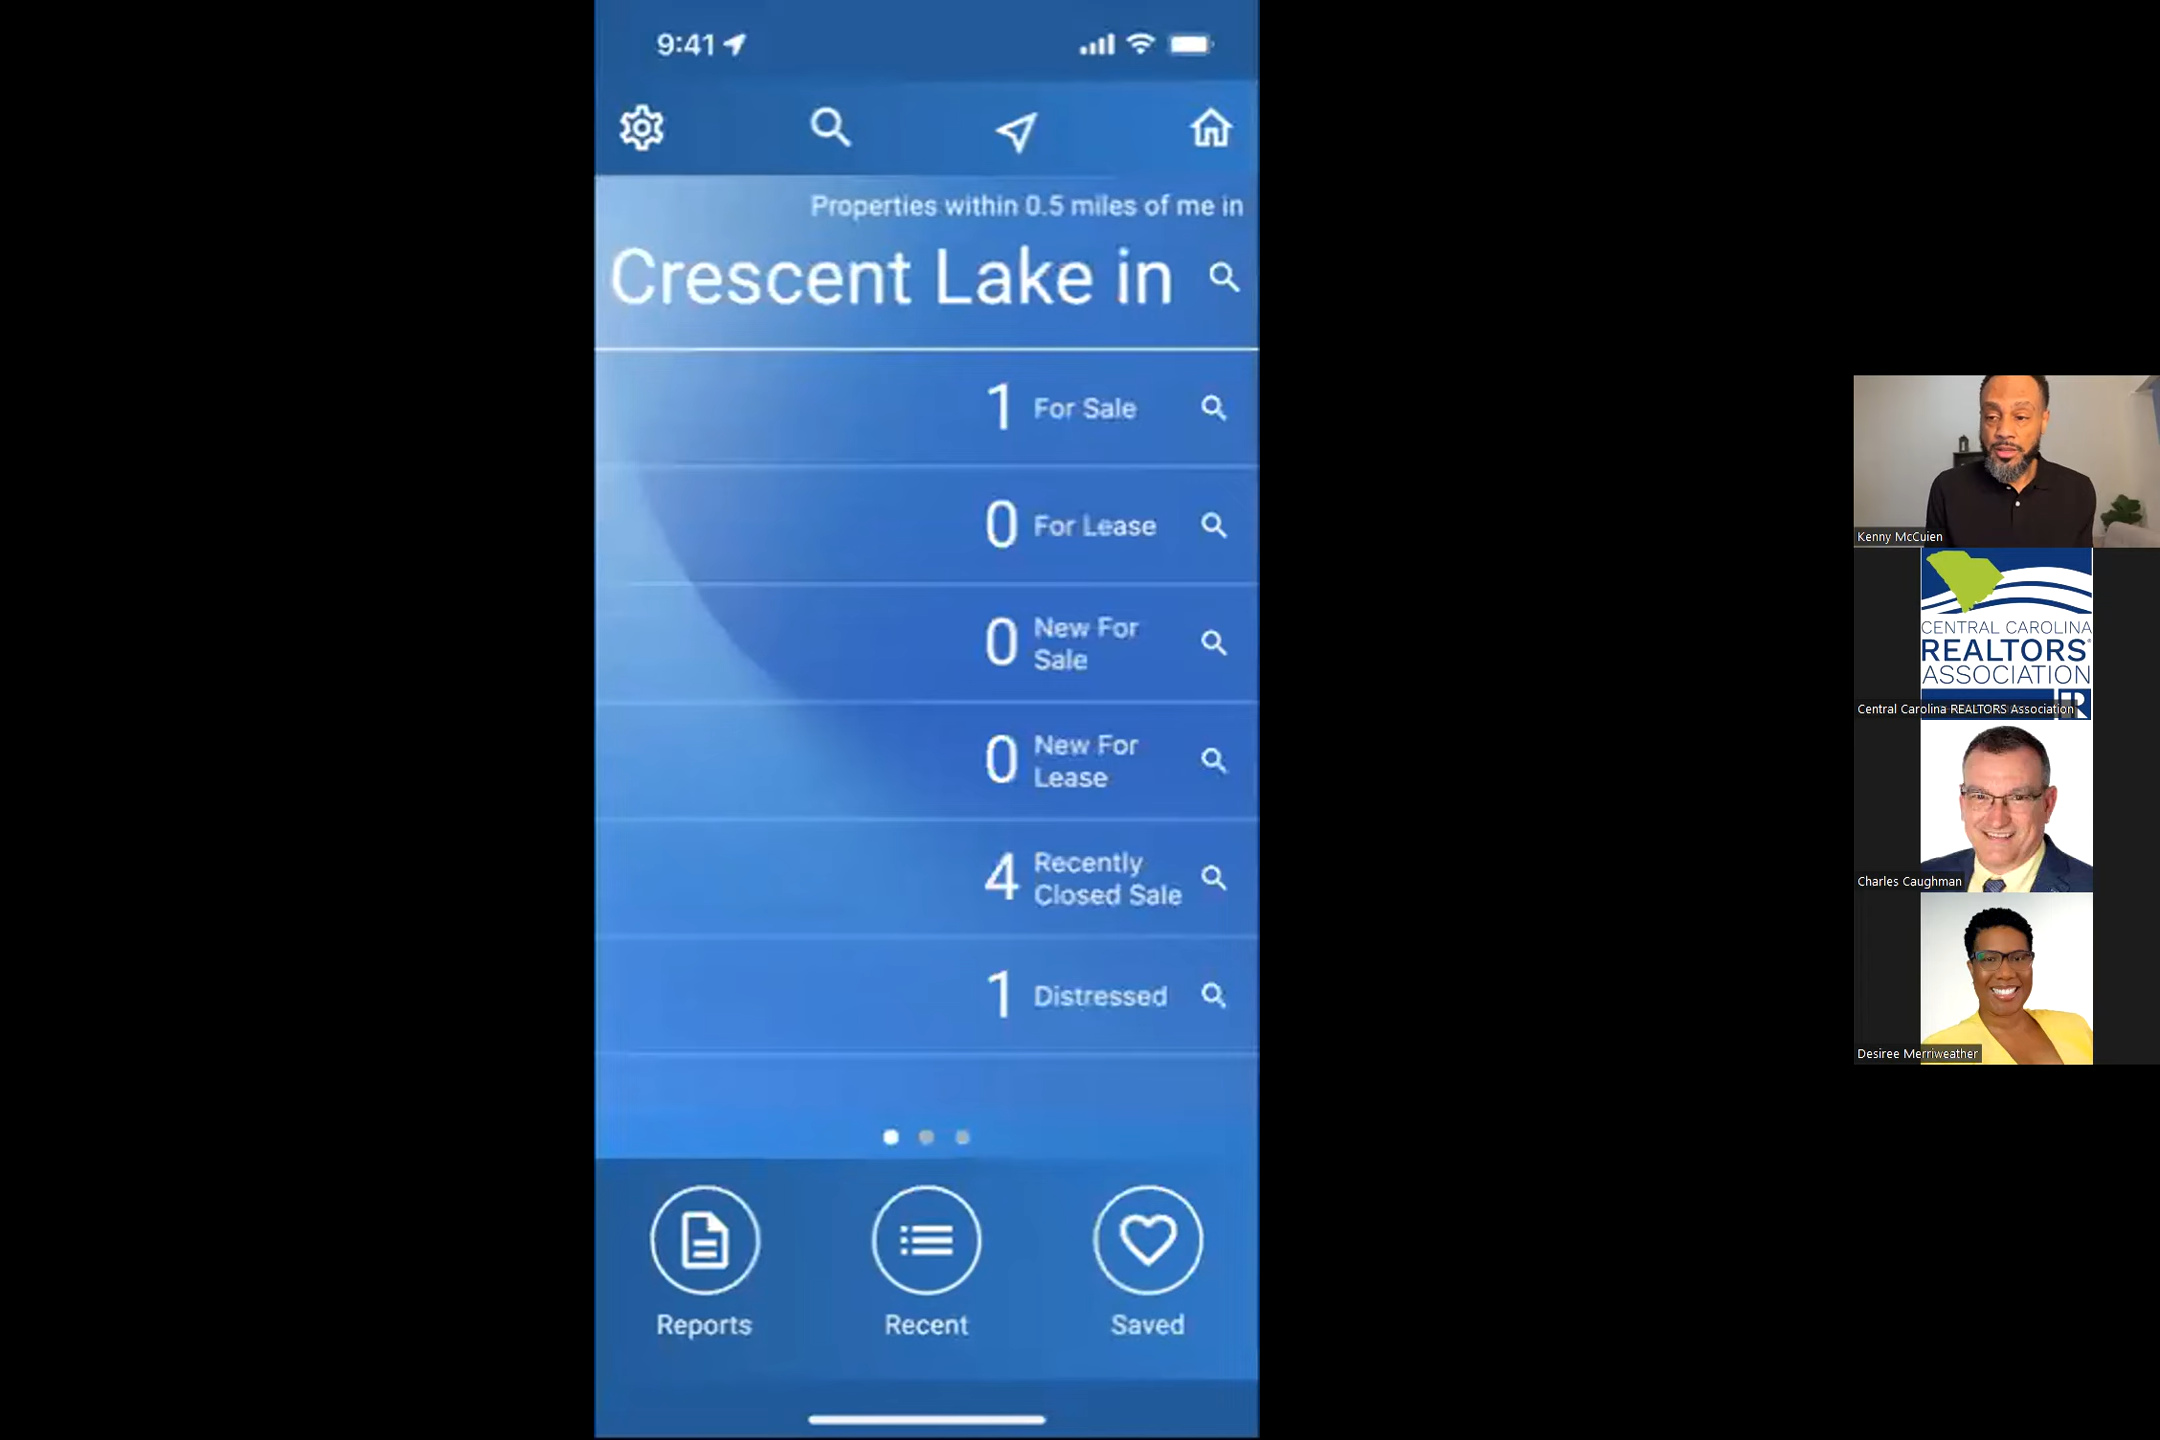 9:41
Properties within 0.5 miles of me in
Crescent Lake in
1 For Sale
0 For Lease
0 New For
Sale
0 New For
Lease
4 Recently
Closed Sale
1 Distressed
Reports
Recent
Saved
Kenny McCuien
CENTRAL CAROLINA
REALTORS®
ASSOCIATION
Central Carolina REALTORS Association
Charles Caughman
Desiree Merriweather